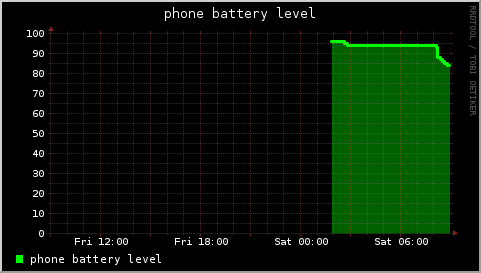 phone battery level
RRDTOOL / TOBI OETIKER
100
90
80
70
60
50
40
30
20
10
0
Fri 12:00 Fri 18:00 Sat 00:00 Sat 06:00
phone battery level